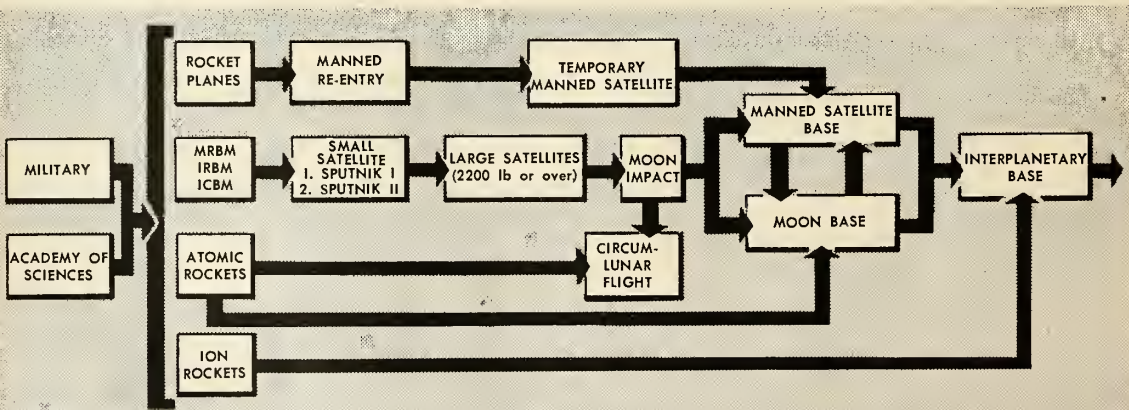 MILITARY
ACADEMY OF
SCIENCES
ROCKET
PLANES
MANNED
RE-ENTRY
TEMPORARY
MANNED SATELLITE
MRBM
IRBM
ICBM
SMALL
SATELLITE
1. SPUTNIK I
2. SPUTNIK II
LARGE SATELLITES
(2200 lb or over)
MOON
IMPACT
MANNED SATELLITE
BASE
MOON BASE
INTERPLANETARY
BASE
ATOMIC
ROCKETS
CIRCUM-
LUNAR
FLIGHT
ION
ROCKETS